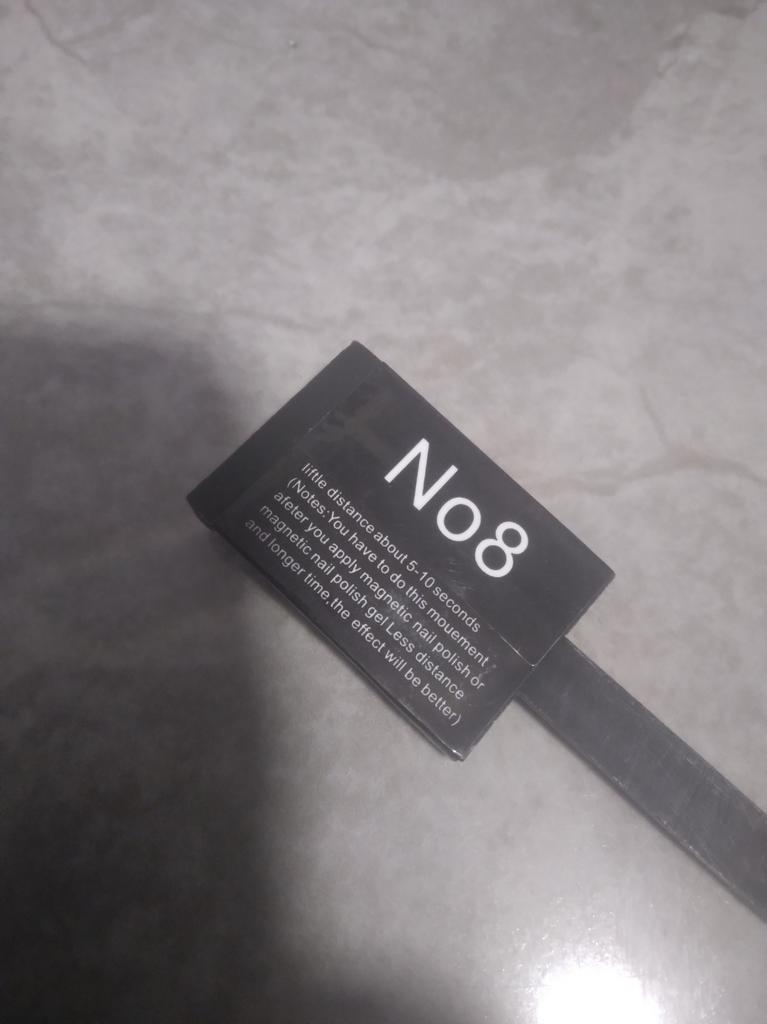 No8
liftle distance about 5-10 seconds
(Notes:You have to do this mouement
afeter you apply magnetic nail polish or
magnetic nail polish gel Less distance
and longer time,the effect will be better)